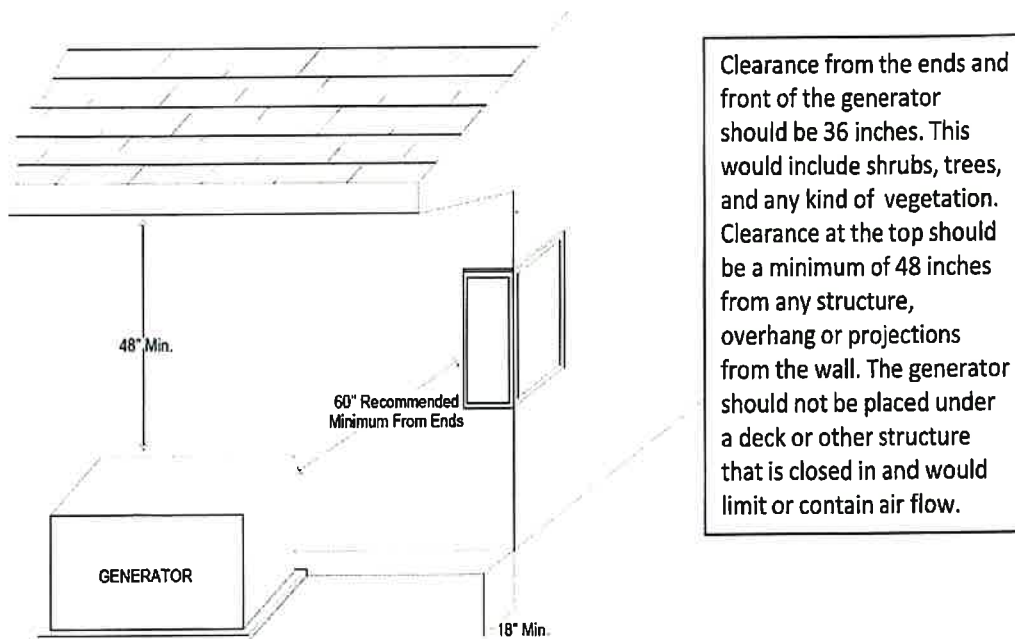 48" Min.
60" Recommended
Minimum From Ends
GENERATOR
18" Min.
Clearance from the ends and
front of the generator
should be 36 inches. This
would include shrubs, trees,
and any kind of vegetation.
Clearance at the top should
be a minimum of 48 inches
from any structure,
overhang or projections
from the wall. The generator
should not be placed under
a deck or other structure
that is closed in and would
limit or contain air flow.